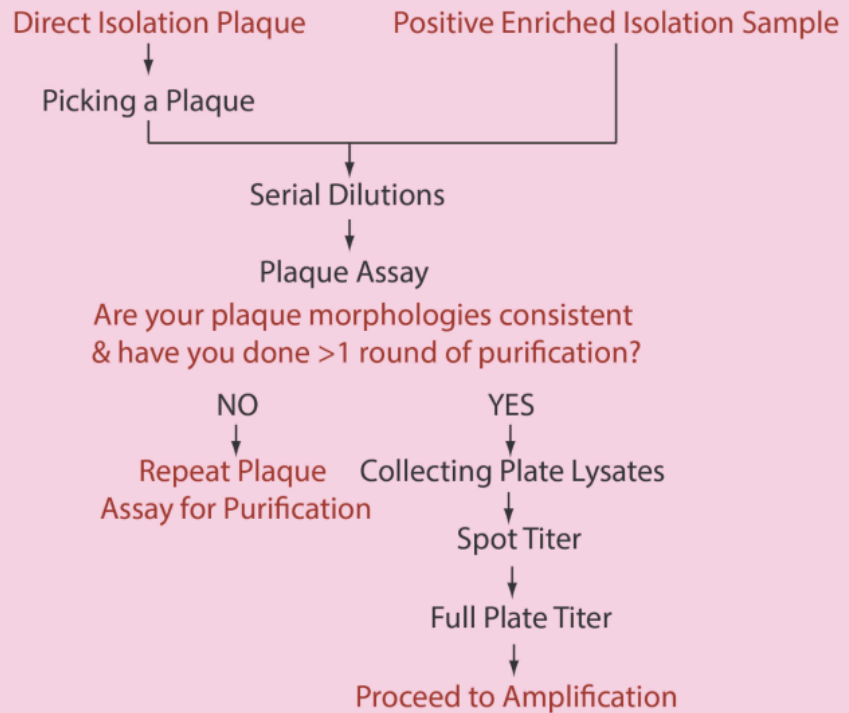 Direct Isolation Plaque
Positive Enriched Isolation Sample
Picking a Plaque
Serial Dilutions
Plaque Assay
Are your plaque morphologies consistent
& have you done >1 round of purification?
NO
YES
Repeat Plaque
Assay for Purification
Collecting Plate Lysates
Spot Titer
Full Plate Titer
Proceed to Amplification